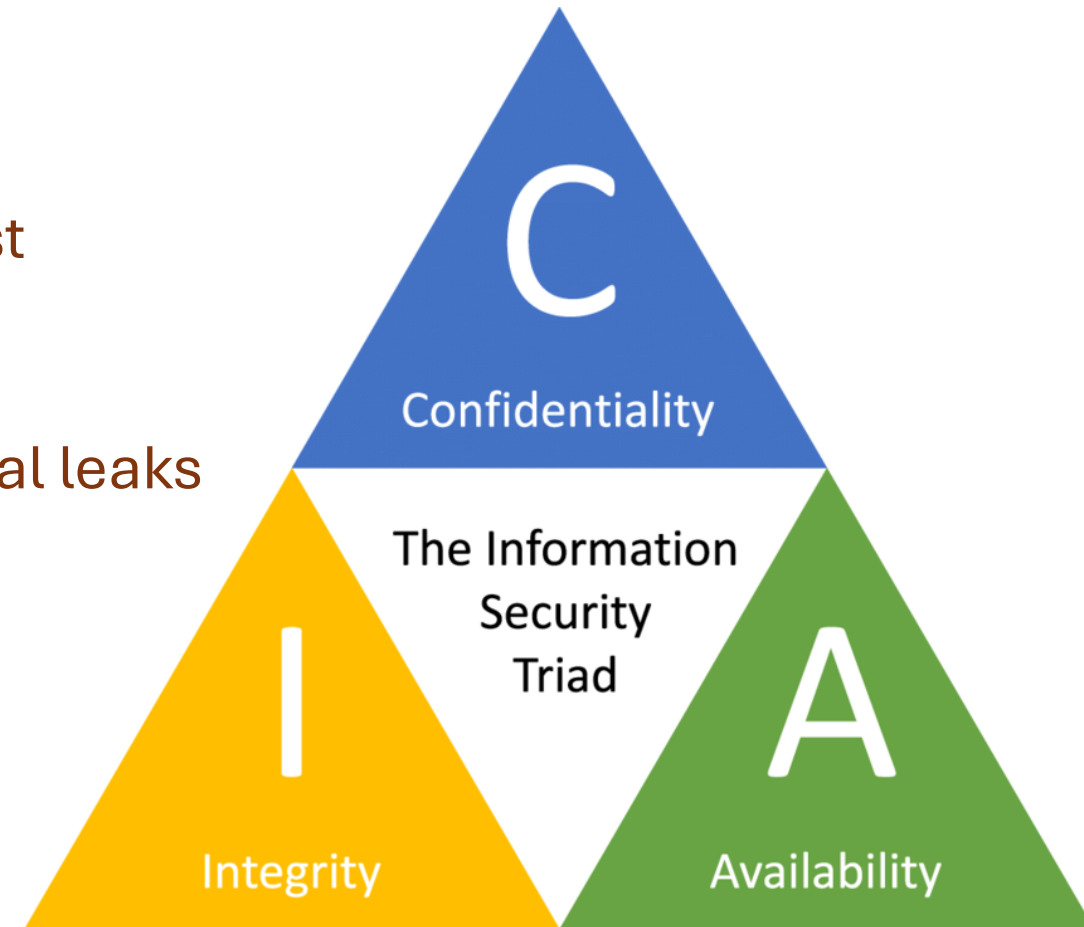 C
st
Confidentiality
al leaks
The Information
Security
Triad
I
A
Integrity
Availability